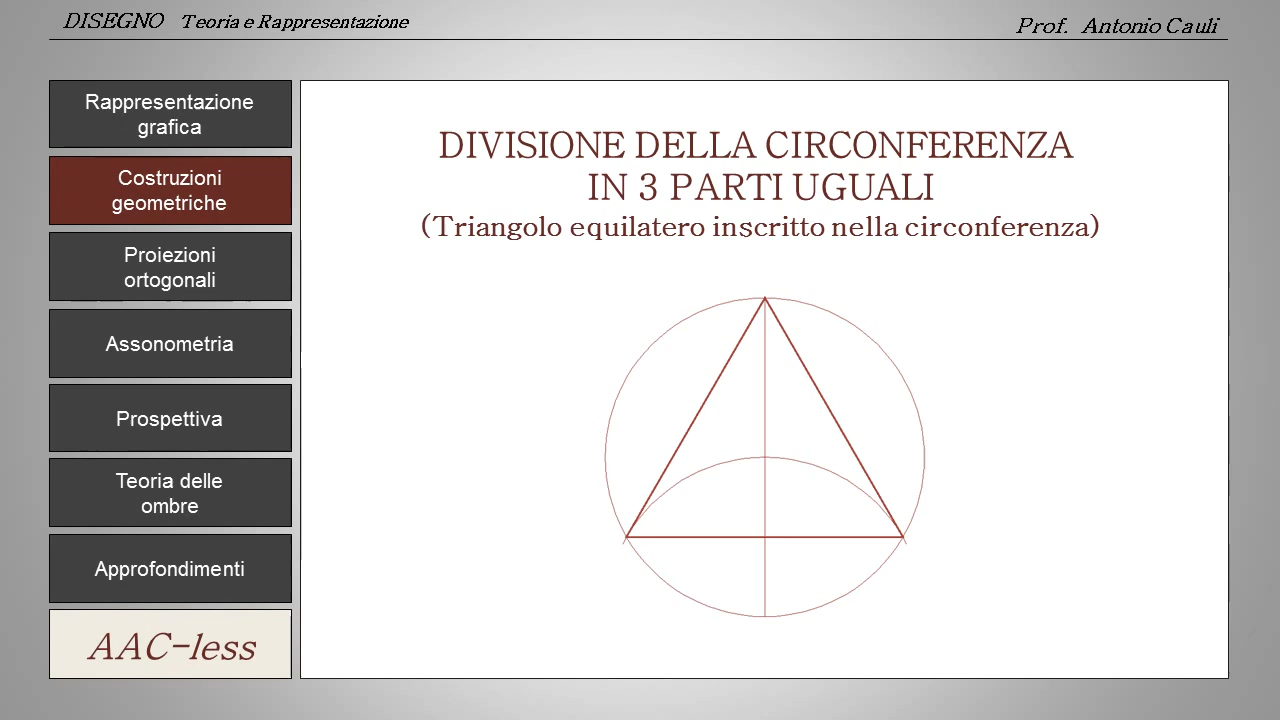 DISEGNO Teoria e Rappresentazione
Prof. Antonio Cauli
Rappresentazione
grafica
Costruzioni
geometriche
Proiezioni
ortogonali
Assonometria
Prospettiva
Teoria delle
ombre
Approfondimenti
AAC-less
DIVISIONE DELLA CIRCONFERENZA
IN 3 PARTI UGUALI
(Triangolo equilatero inscritto nella circonferenza)